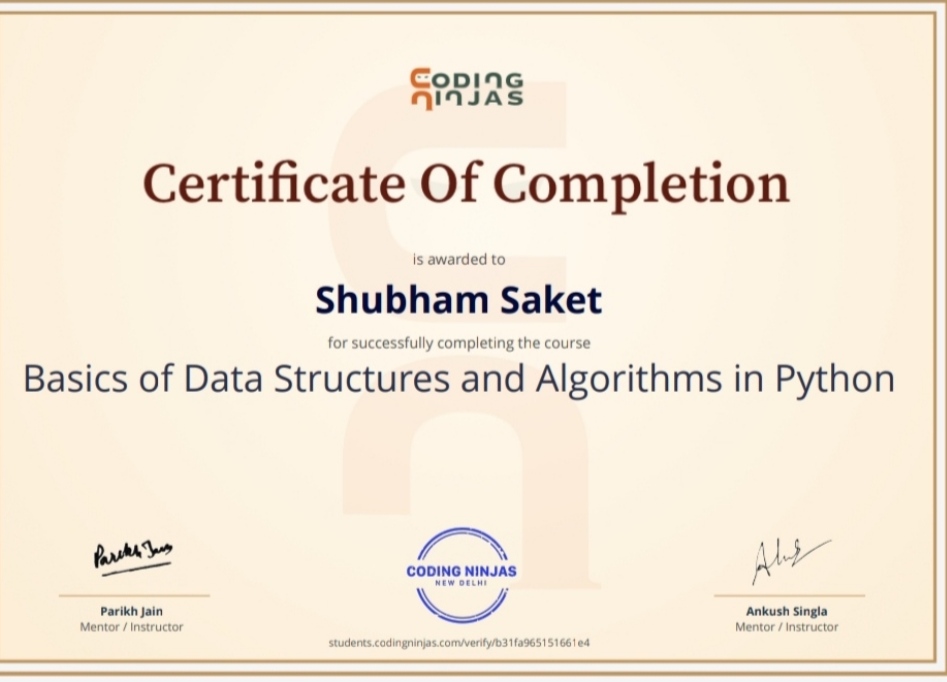 CODING
NINJAS
Certificate Of Completion
is awarded to
Shubham Saket
for successfully completing the course
Basics of Data Structures and Algorithms in Python
Parikh Jain
CODING NINJAS
NEW DELHI
Parikh Jain
Mentor / Instructor
Ankush Singla
Mentor / Instructor
students.codingninjas.com/verify/b31fa965151661e4